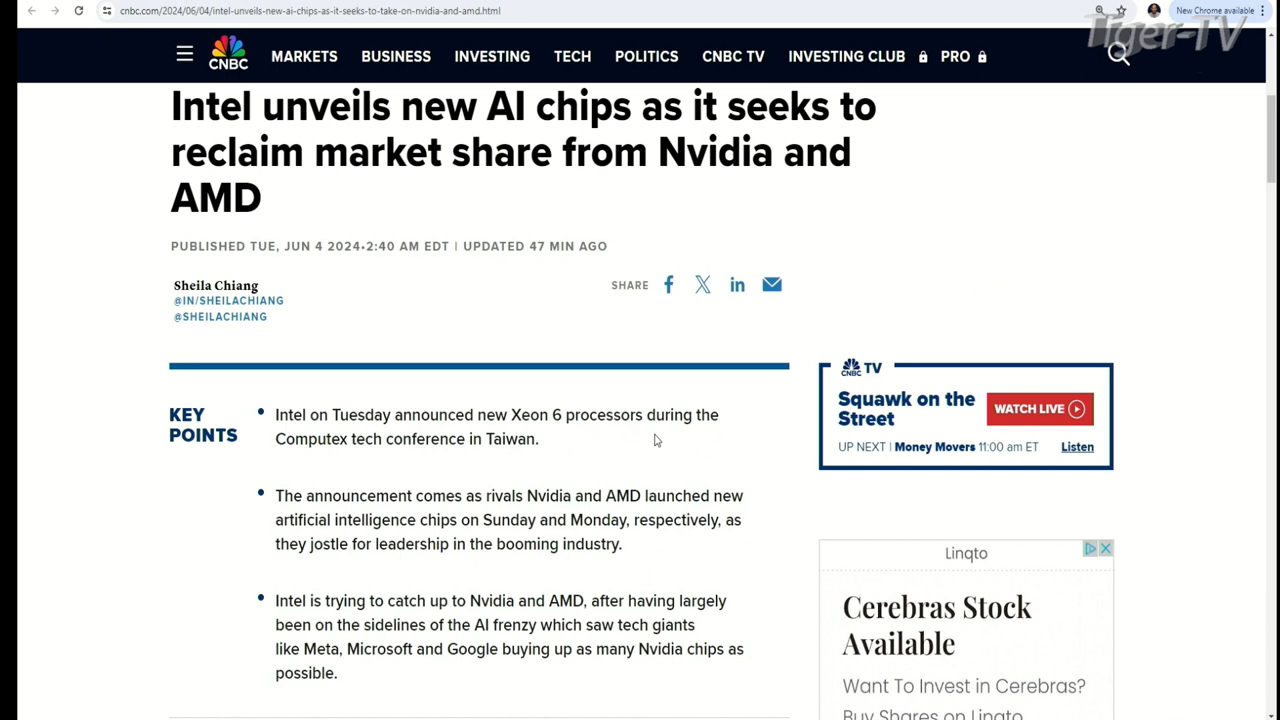 cnbc.com/2024/06/04/intel-unveils-new-ai-chips-as-it-seeks-to-take-on-nvidia-and-amd.html
New Chrome available
Tiger-TV
CNBC
MARKETS BUSINESS INVESTING TECH POLITICS CNBC TV INVESTING CLUB PRO
Intel unveils new AI chips as it seeks to
reclaim market share from Nvidia and
AMD
PUBLISHED TUE, JUN 4 2024•2:40 AM EDT | UPDATED 47 MIN AGO
Sheila Chiang
@IN/SHEILACHIANG
@SHEILACHIANG
SHARE
KEY
POINTS
• Intel on Tuesday announced new Xeon 6 processors during the
Computex tech conference in Taiwan.
• The announcement comes as rivals Nvidia and AMD launched new
artificial intelligence chips on Sunday and Monday, respectively, as
they jostle for leadership in the booming industry.
• Intel is trying to catch up to Nvidia and AMD, after having largely
been on the sidelines of the AI frenzy which saw tech giants
like Meta, Microsoft and Google buying up as many Nvidia chips as
possible.
CNBC TV
Squawk on the
Street
WATCH LIVE
UP NEXT | Money Movers 11:00 am ET Listen
Linqto
Cerebras Stock
Available
Want To Invest in Cerebras?
Buy Shares on Linqto